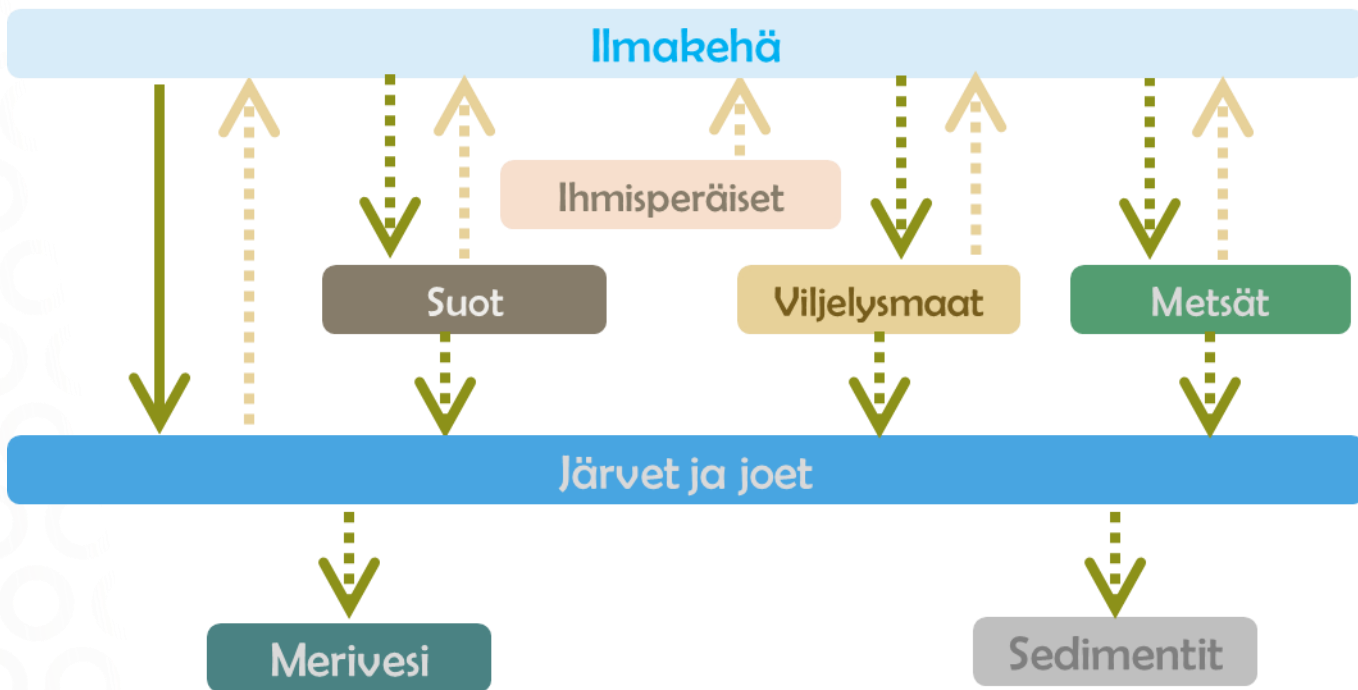 Ilmakehä
Ihmisperäiset
Suot
Viljelysmaat
Metsät
Järvet ja joet
Merivesi
Sedimentit